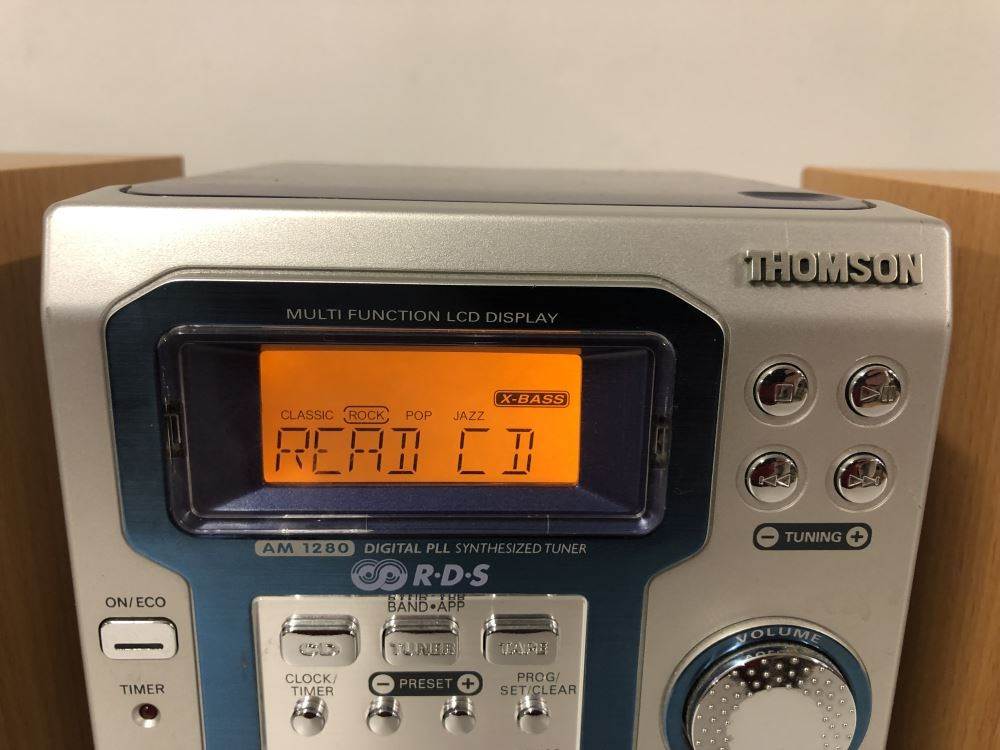 THOMSON
MULTI FUNCTION LCD DISPLAY
X-BASS
CLASSIC ROCK POP JAZZ
READ CD
- TUNING +
AM 1280 DIGITAL PLL SYNTHESIZED TUNER
R·D·S
BAND•APP
ON/ECO
CD TUNER TAPE
VOLUME
CLOCK/
TIMER
- PRESET +
PROG/
SET/CLEAR
TIMER